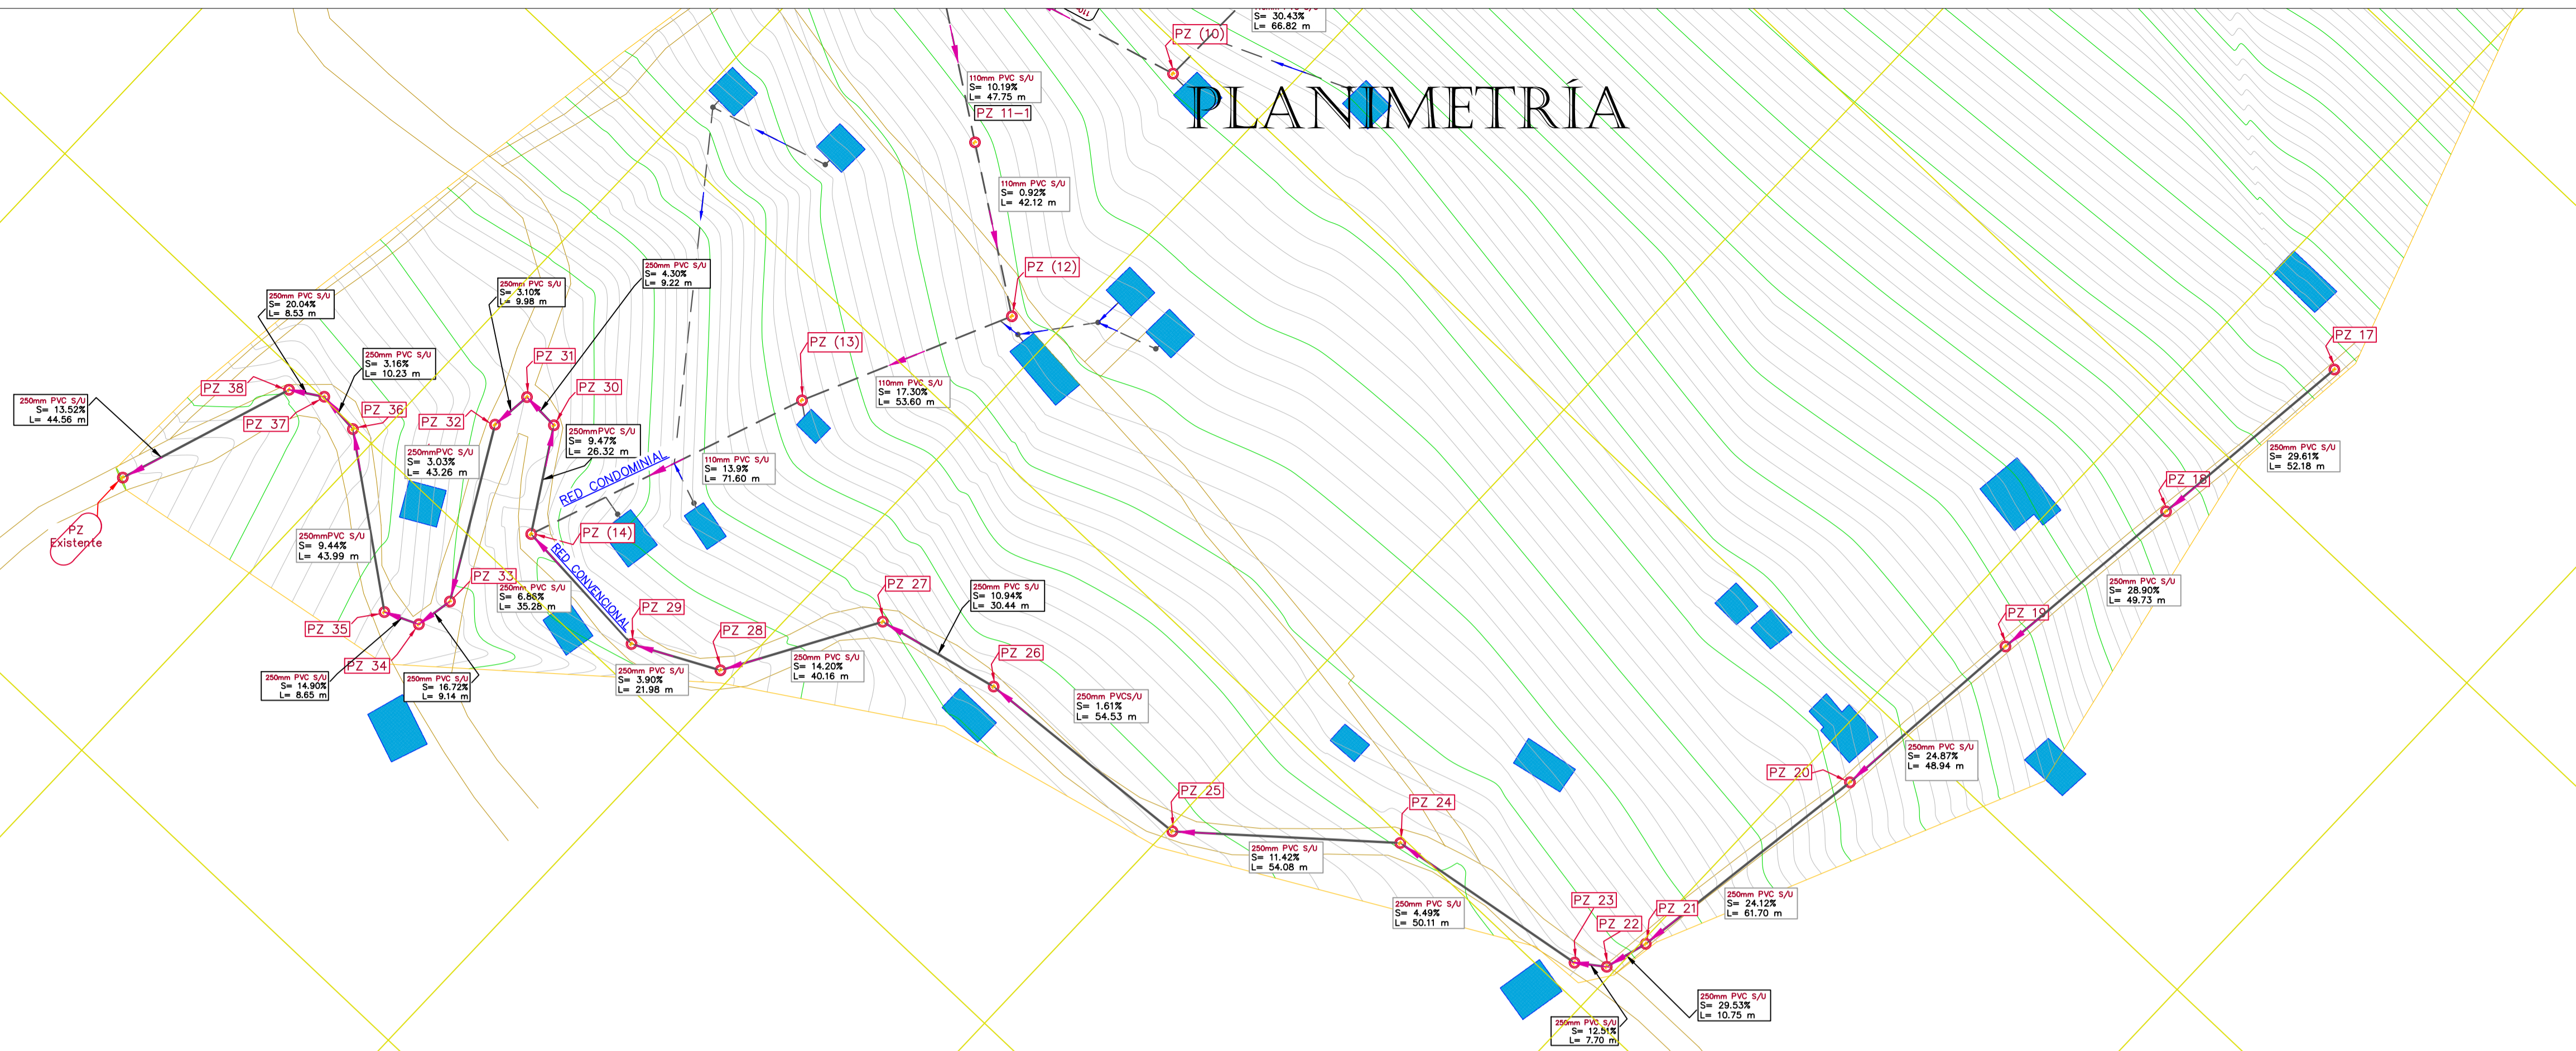 S= 30.43%
L= 66.82 m
PZ (10)
PLANIMETRÍA
110mm PVC S/U
S= 10.19%
L= 47.75 m
PZ 11-1
110mm PVC S/U
S= 0.92%
L= 42.12 m
PZ (12)
250mm PVC S/U
S= 4.30%
L= 9.22 m
250mm PVC S/U
S= 3.10%
L= 9.98 m
250mm PVC S/U
S= 20.04%
L= 8.53 m
250mm PVC S/U
S= 3.16%
L= 10.23 m
PZ (13)
PZ 31
PZ 30
PZ 38
PZ 37
PZ 36
PZ 32
250mm PVC S/U
S= 13.52%
L= 44.56 m
110mm PVC S/U
S= 17.30%
L= 53.60 m
250mmPVC S/U
S= 9.47%
L= 26.32 m
250mmPVC S/U
S= 3.03%
L= 43.26 m
RED CONDOMINIAL
110mm PVC S/U
S= 13.9%
L= 71.60 m
PZ
Existente
250mmPVC S/U
S= 9.44%
L= 43.99 m
PZ (14)
RED CONVENCIONAL
PZ 33
250mm PVC S/U
S= 6.88%
L= 35.28 m
PZ 35
PZ 34
250mm PVC S/U
S= 14.90%
L= 8.65 m
250mm PVC S/U
S= 16.72%
L= 9.14 m
PZ 29
PZ 28
250mm PVC S/U
S= 3.90%
L= 21.98 m
PZ 27
250mm PVC S/U
S= 14.20%
L= 40.16 m
250mm PVC S/U
S= 10.94%
L= 30.44 m
PZ 26
250mm PVCS/U
S= 1.61%
L= 54.53 m
PZ 25
PZ 24
250mm PVC S/U
S= 11.42%
L= 54.08 m
250mm PVC S/U
S= 4.49%
L= 50.11 m
PZ 23
PZ 22
PZ 21
250mm PVC S/U
S= 12.51%
L= 7.70 m
250mm PVC S/U
S= 29.53%
L= 10.75 m
250mm PVC S/U
S= 24.12%
L= 61.70 m
PZ 20
250mm PVC S/U
S= 24.87%
L= 48.94 m
PZ 19
250mm PVC S/U
S= 28.90%
L= 49.73 m
PZ 18
250mm PVC S/U
S= 29.61%
L= 52.18 m
PZ 17